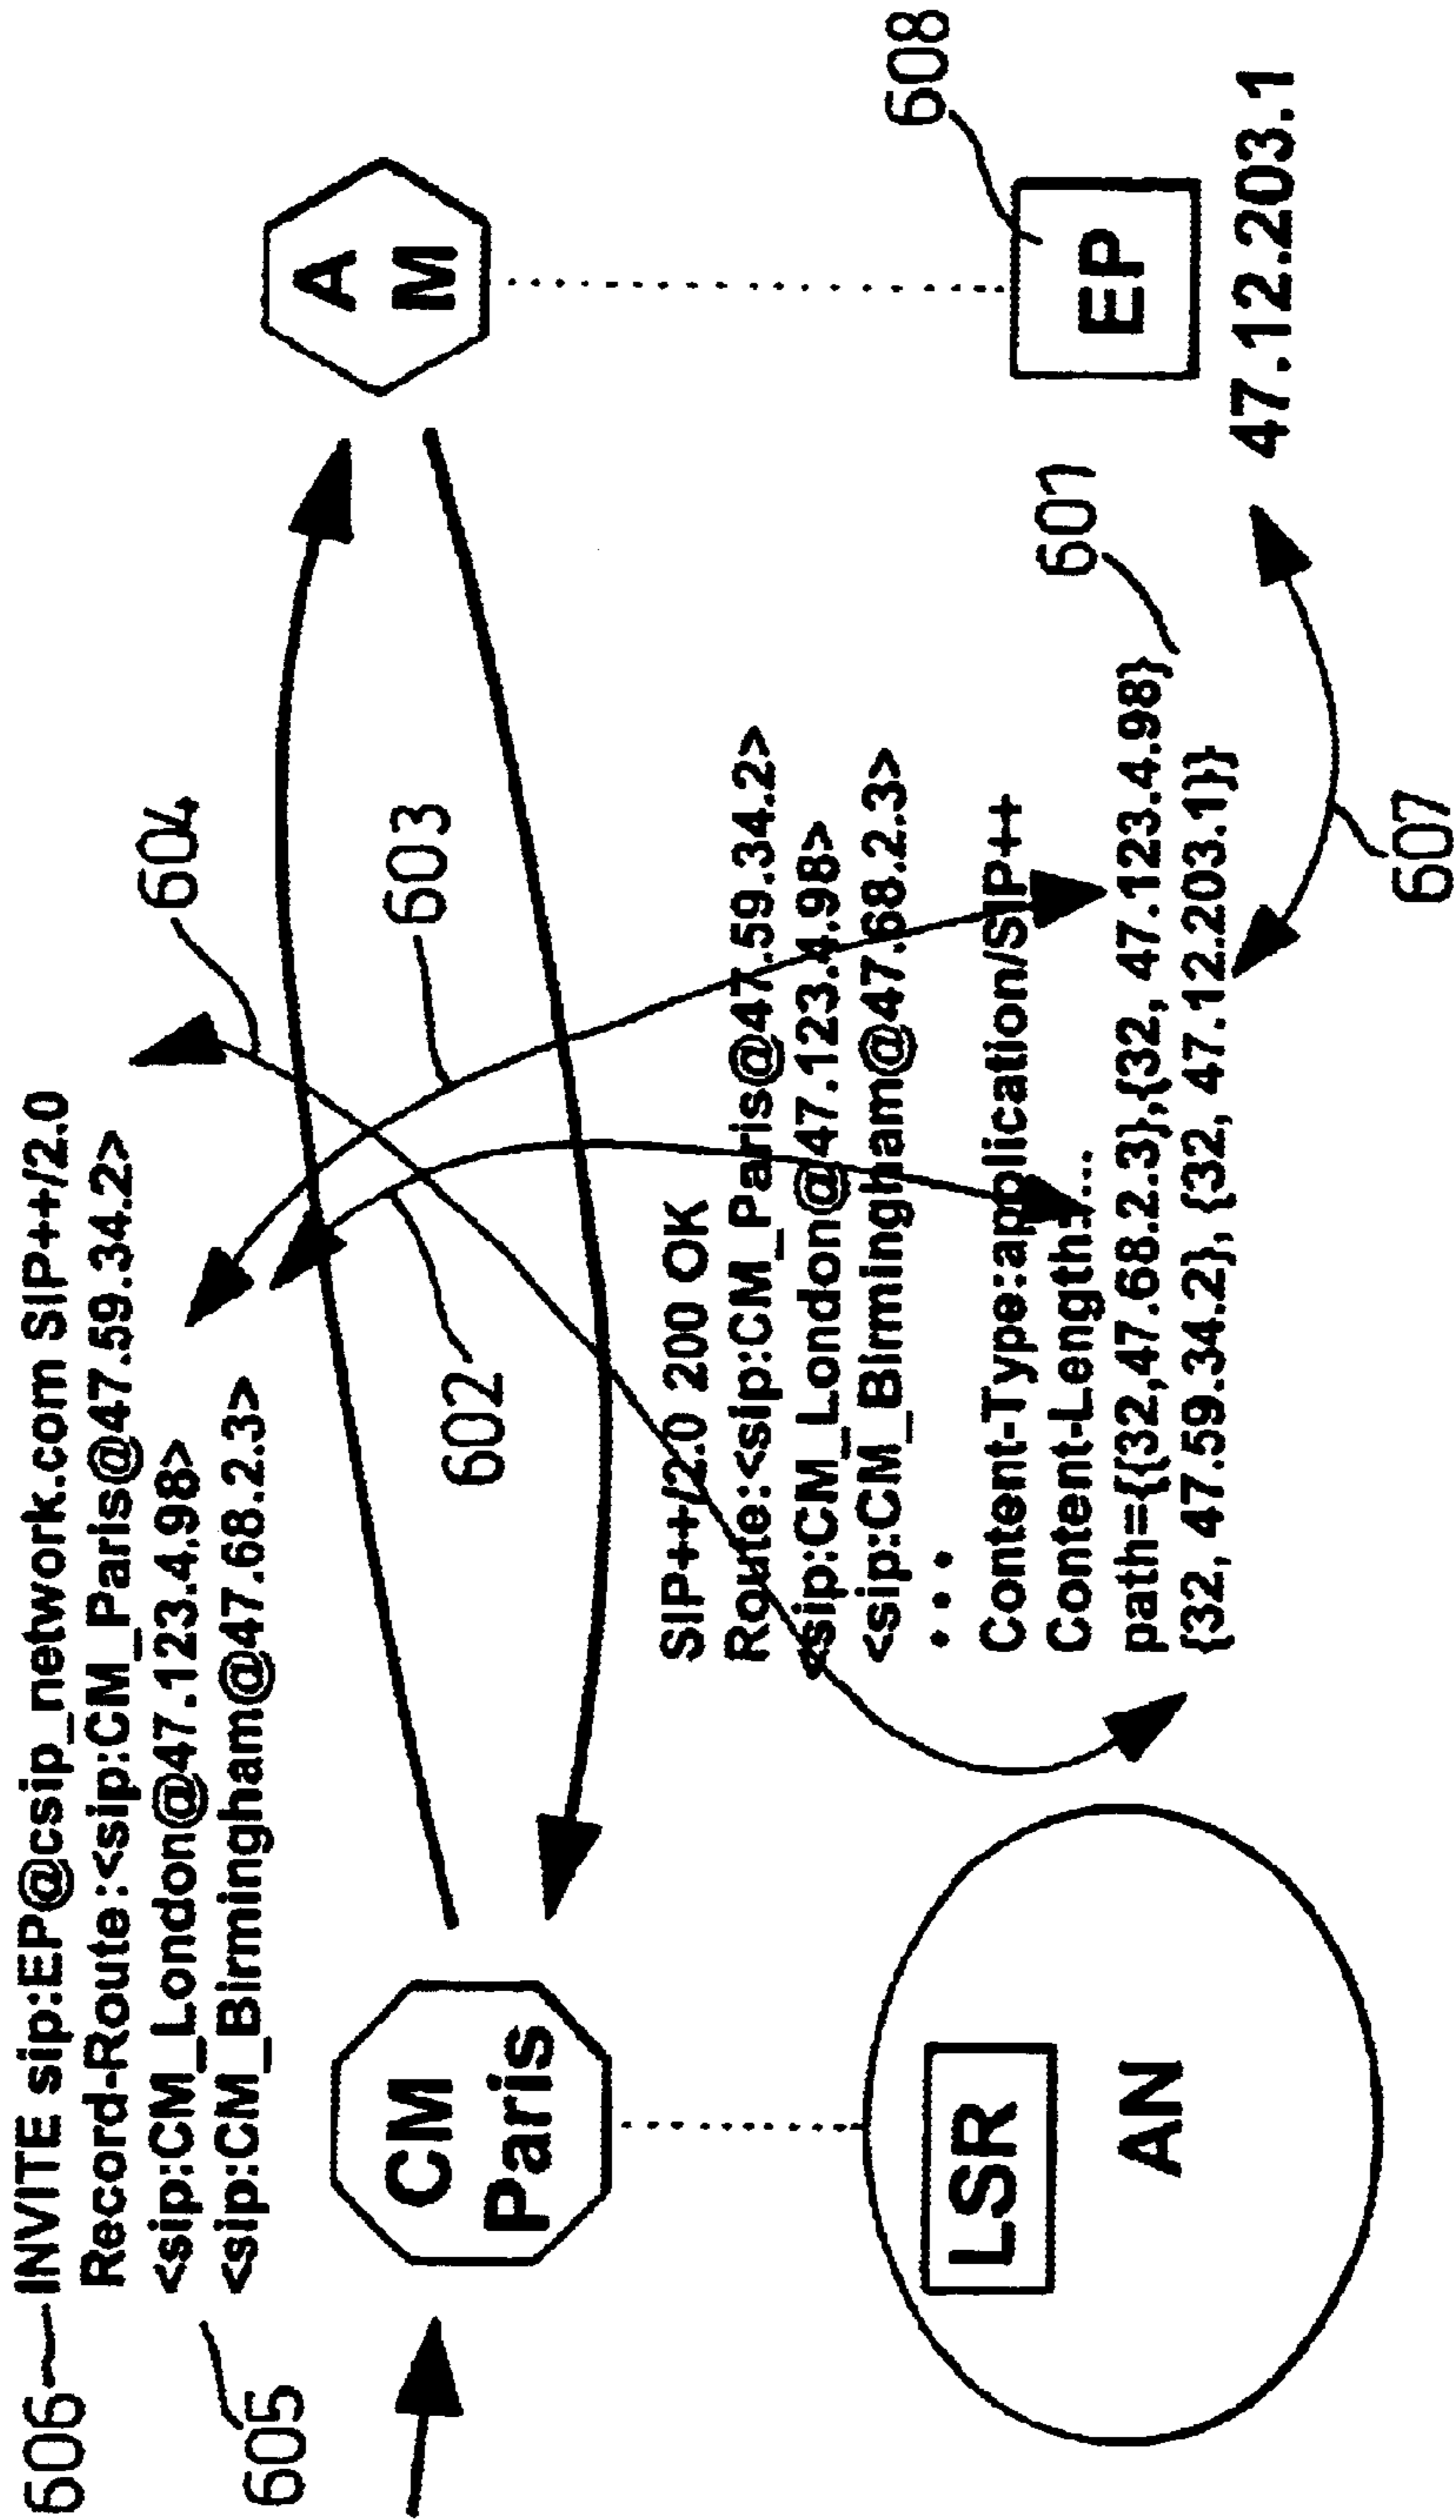 606
INVITE sip:EP@csip_network.com SIP++/2.0
Record-Route:<sip:CM_Paris@47.59.34.2>
<sip:CM_London@47.123.4.98>
<sip:CM_Birmingham@47.68.2.3>
605
604
603
602
CM
Paris
A
M
SIP++/2.0 200 OK
Route:<sip:CM_Paris@47.59.34.2>
<sip:CM_London@47.123.4.98>
<sip:CM_Birmingham@47.68.2.3>
Content-Type:application/SIP++
Content-Length:...
path={{32,47.68.2.3},{32, 47.123.4.98}
{32, 47.59.34.2}, {32, 47.12.203.1}}
601
608
LSR
AN
EP
47.12.203.1
607